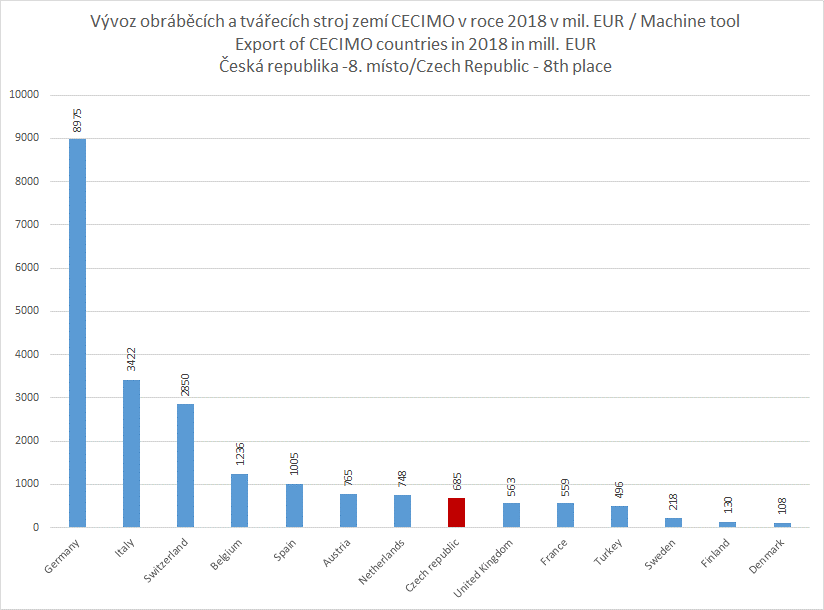 Vývoz obráběcích a tvářecích stroj zemí CECIMO v roce 2018 v mil. EUR / Machine tool
Export of CECIMO countries in 2018 in mill. EUR
Česká republika -8. místo/Czech Republic - 8th place
10000
9000
8000
7000
6000
5000
4000
3000
2000
1000
0
8975
3422
2850
1236
1005
765
748
685
563
559
496
218
130
108
Germany
Italy
Switzerland
Belgium
Spain
Austria
Netherlands
Czech republic
United Kingdom
France
Turkey
Sweden
Finland
Denmark